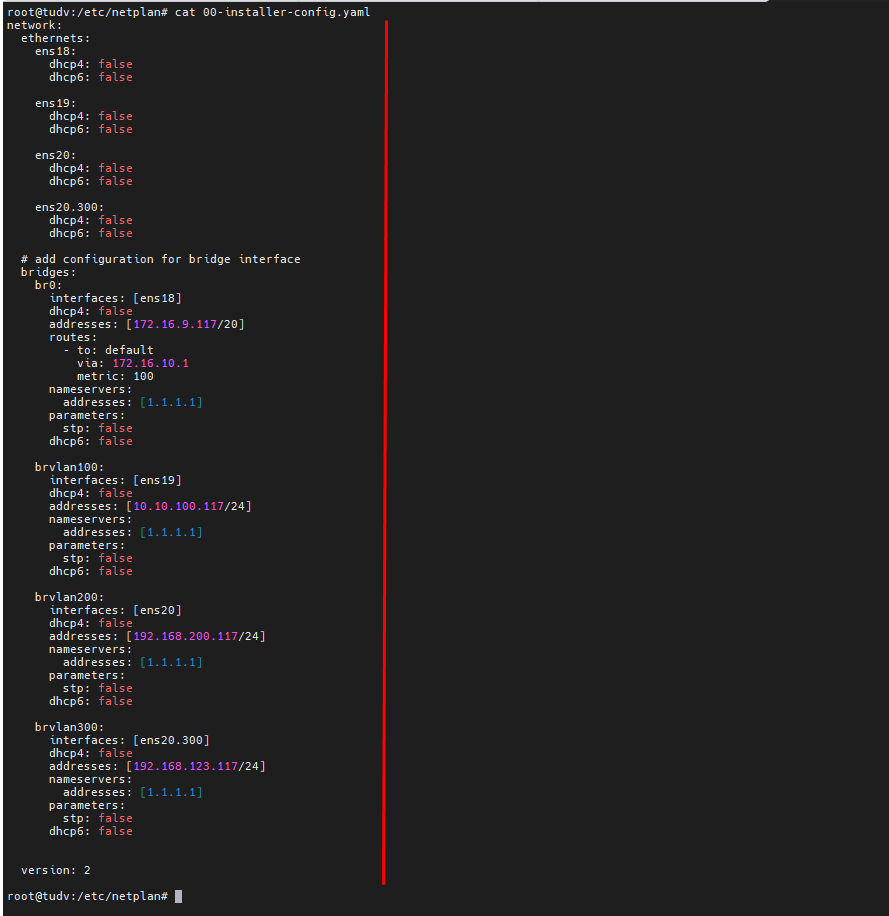 root@tudv:/etc/netplan# cat 00-installer-config.yaml
network:
  ethernets:
    ens18:
      dhcp4: false
      dhcp6: false

    ens19:
      dhcp4: false
      dhcp6: false

    ens20:
      dhcp4: false
      dhcp6: false

    ens20.300:
      dhcp4: false
      dhcp6: false

  # add configuration for bridge interface
  bridges:
    br0:
      interfaces: [ens18]
      dhcp4: false
      addresses: [172.16.9.117/20]
      routes:
        - to: default
          via: 172.16.10.1
          metric: 100
      nameservers:
        addresses: [1.1.1.1]
      parameters:
        stp: false
      dhcp6: false

    brvlan100:
      interfaces: [ens19]
      dhcp4: false
      addresses: [10.10.100.117/24]
      nameservers:
        addresses: [1.1.1.1]
      parameters:
        stp: false
      dhcp6: false

    brvlan200:
      interfaces: [ens20]
      dhcp4: false
      addresses: [192.168.200.117/24]
      nameservers:
        addresses: [1.1.1.1]
      parameters:
        stp: false
      dhcp6: false

    brvlan300:
      interfaces: [ens20.300]
      dhcp4: false
      addresses: [192.168.123.117/24]
      nameservers:
        addresses: [1.1.1.1]
      parameters:
        stp: false
      dhcp6: false


  version: 2

root@tudv:/etc/netplan#